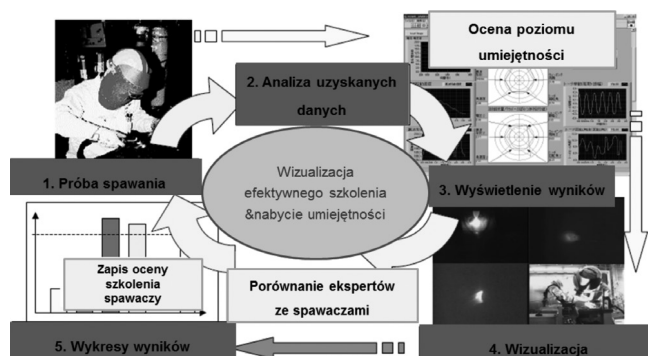 Ocena poziomu
umiejętności
2. Analiza uzyskanych
danych
Wizualizacja
efektywnego szkolenia
&nabycie umiejętności
1. Próba spawania
3. Wyświetlenie wyników
Zapis oceny
szkolenia
spawaczy
Porównanie ekspertów
ze spawaczami
5. Wykresy wyników
4. Wizualizacja